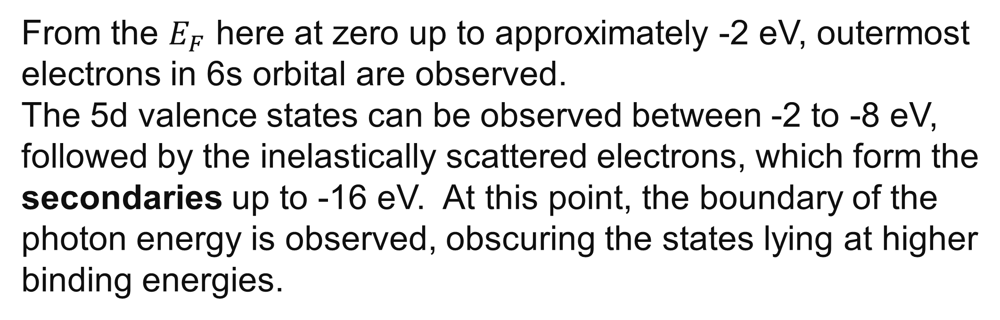 From the E_F here at zero up to approximately -2 eV, outermost
electrons in 6s orbital are observed.
The 5d valence states can be observed between -2 to -8 eV,
followed by the inelastically scattered electrons, which form the
secondaries up to -16 eV.  At this point, the boundary of the
photon energy is observed, obscuring the states lying at higher
binding energies.